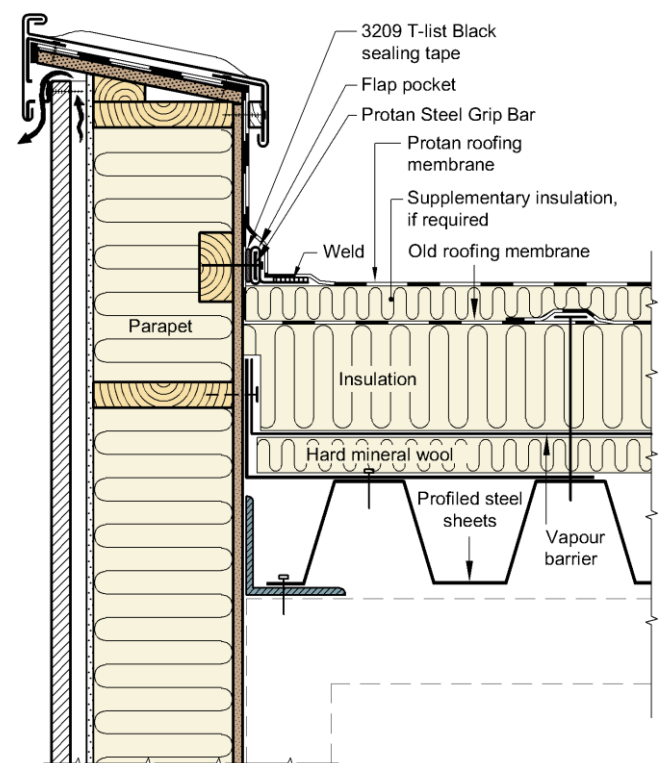 3209 T-list Black
sealing tape
Flap pocket
Protan Steel Grip Bar
Protan roofing
membrane
Supplementary insulation,
if required
Weld
Old roofing membrane
Parapet
Insulation
Hard mineral wool
Profiled steel
sheets
Vapour
barrier